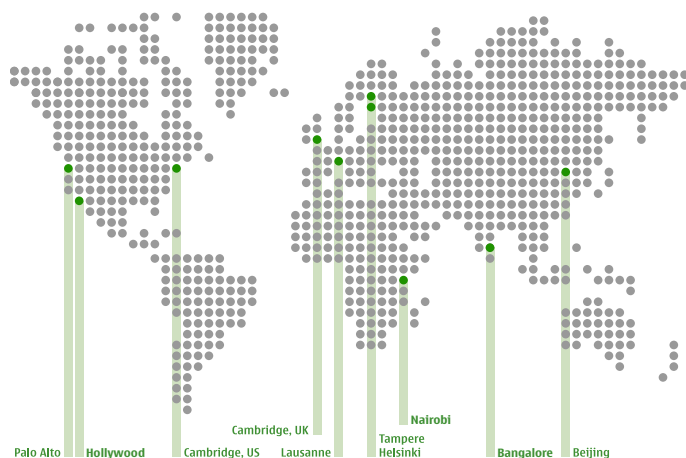 Nairobi
Cambridge, UK
Tampere
Palo Alto
Hollywood
Cambridge, US
Lausanne
Helsinki
Bangalore
Beijing